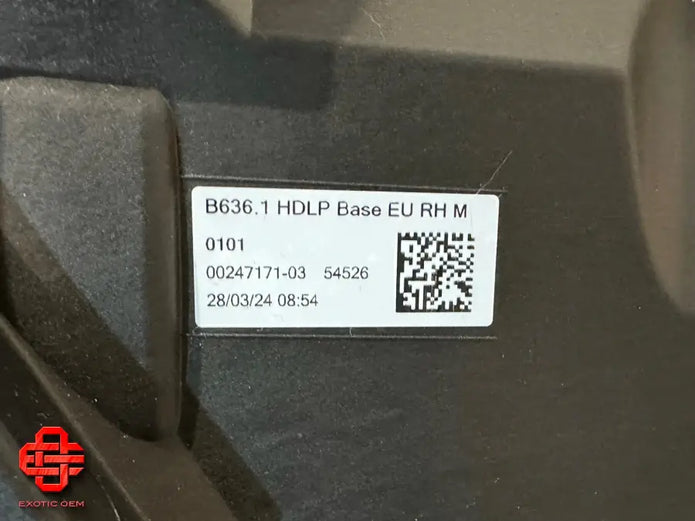 B636.1 HDLP Base EU RH M
0101
00247171-03 54526
28/03/24 08:54
EXOTIC OEM